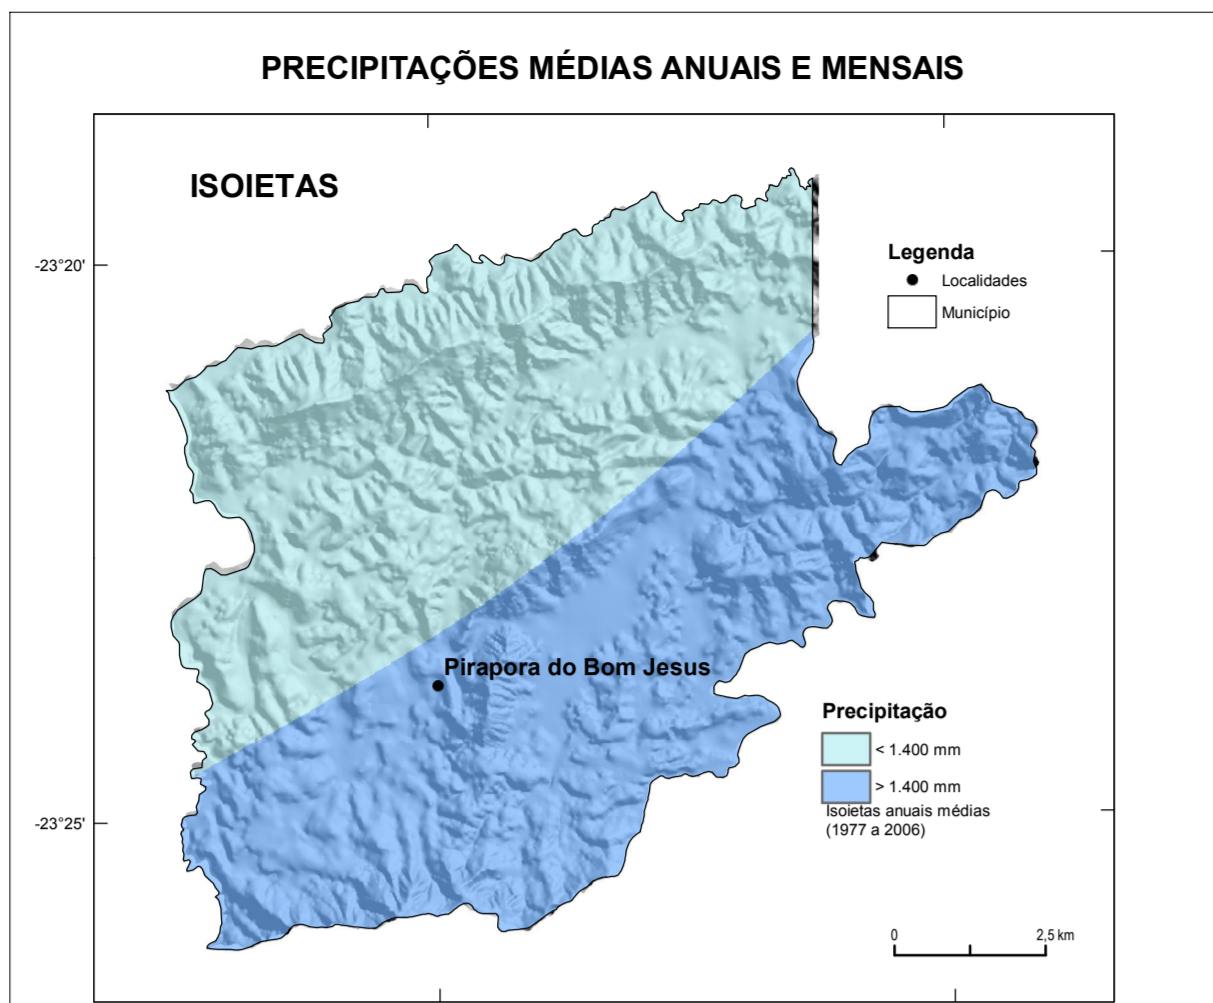 PRECIPITAÇÕES MÉDIAS ANUAIS E MENSAIS
ISOIETAS
-23°20'
Legenda
Localidades
Município
Pirapora do Bom Jesus
Precipitação
< 1.400 mm
> 1.400 mm
Isoietas anuais médias
(1977 a 2006)
-23°25'
0 2,5 km